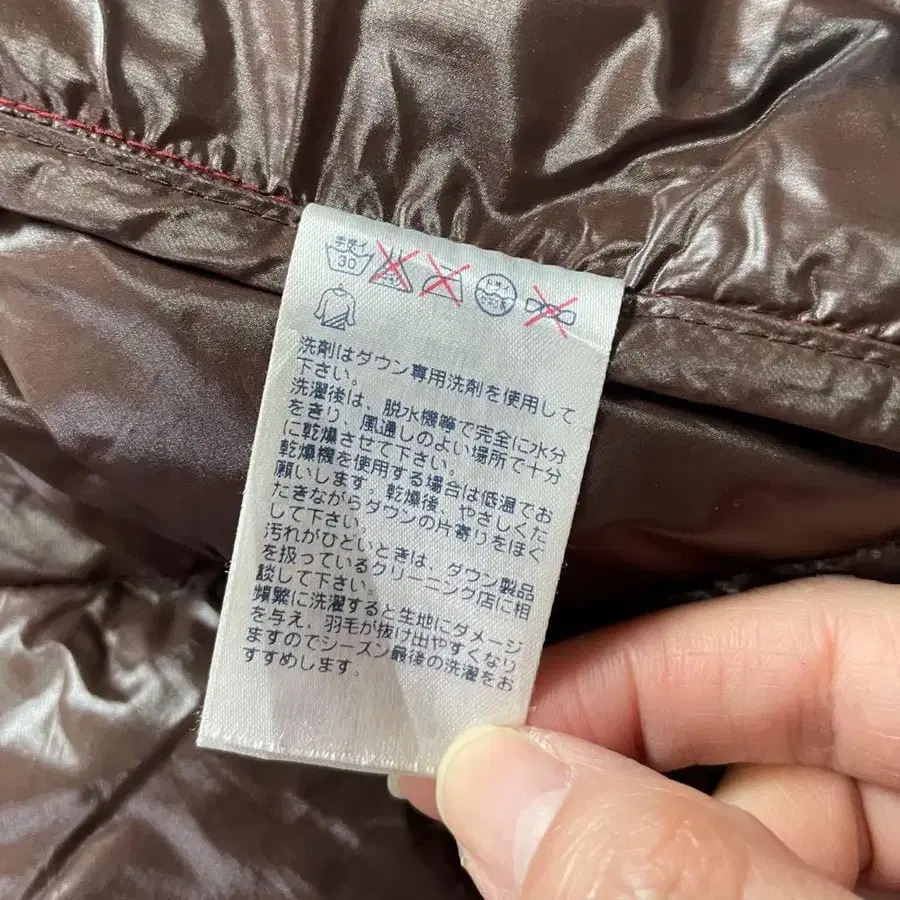 手洗イ
30
ドライ
セキユ系
洗剤はダウン専用洗剤を使用して
下さい。
洗濯後は、脱水機等で完全に水分
をきり、風通しのよい場所で十分
に乾燥させて下さい。
乾燥機を使用する場合は低温でお
願いします。乾燥後、やさしくた
たきながらダウンの片寄りをほぐ
して下さい。
汚れがひどいときは、ダウン製品
を扱っているクリーニング店に相
談して下さい。
頻繁に洗濯すると生地にダメージ
を与え、羽毛が抜け出やすくなり
ますのでシーズン最後の洗濯をお
すすめします。